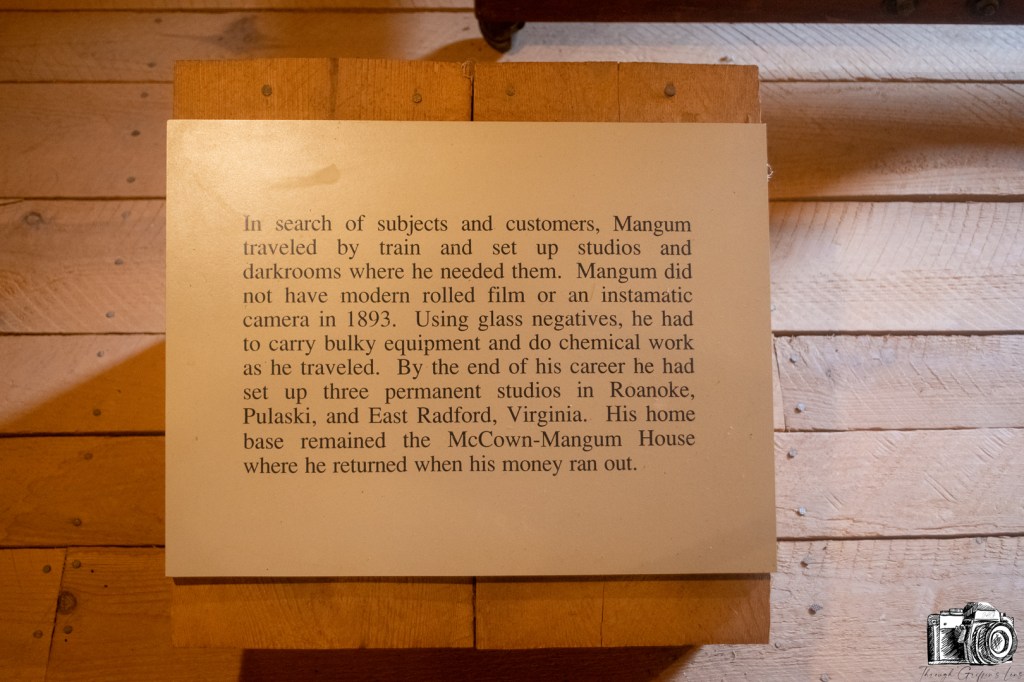 In search of subjects and customers, Mangum
traveled by train and set up studios and
darkrooms where he needed them. Mangum did
not have modern rolled film or an instamatic
camera in 1893. Using glass negatives, he had
to carry bulky equipment and do chemical work
as he traveled. By the end of his career he had
set up three permanent studios in Roanoke,
Pulaski, and East Radford, Virginia. His home
base remained the McCown-Mangum House
where he returned when his money ran out.
Through Griffin's Lens